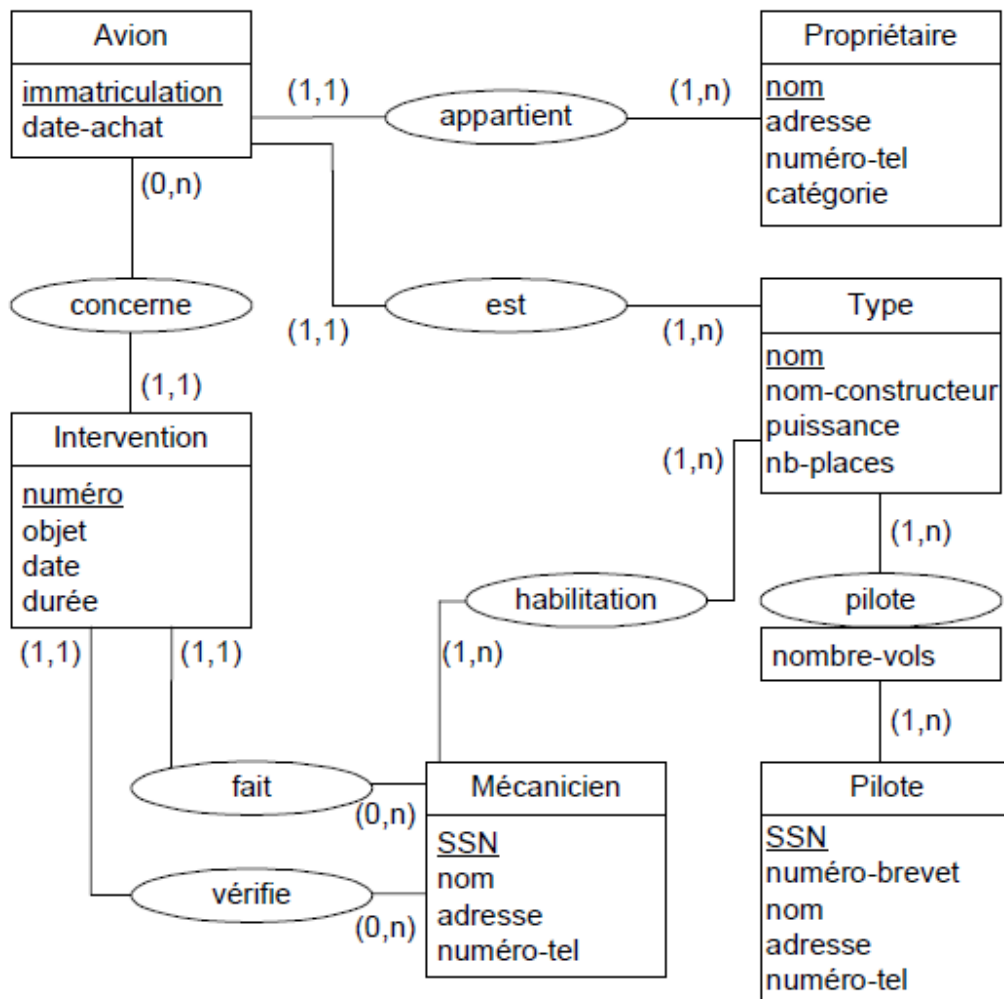 Avion
immatriculation
date-achat
(1,1)
appartient
(1,n)
Propriétaire
nom
adresse
numéro-tel
catégorie
(0,n)
concerne
(1,1)
(1,1)
est
(1,n)
Type
nom
nom-constructeur
puissance
nb-places
Intervention
numéro
objet
date
durée
(1,n)
habilitation
(1,n)
(1,n)
pilote
nombre-vols
(1,n)
(1,1)
(1,1)
fait
(0,n)
vérifie
(0,n)
Mécanicien
SSN
nom
adresse
numéro-tel
Pilote
SSN
numéro-brevet
nom
adresse
numéro-tel